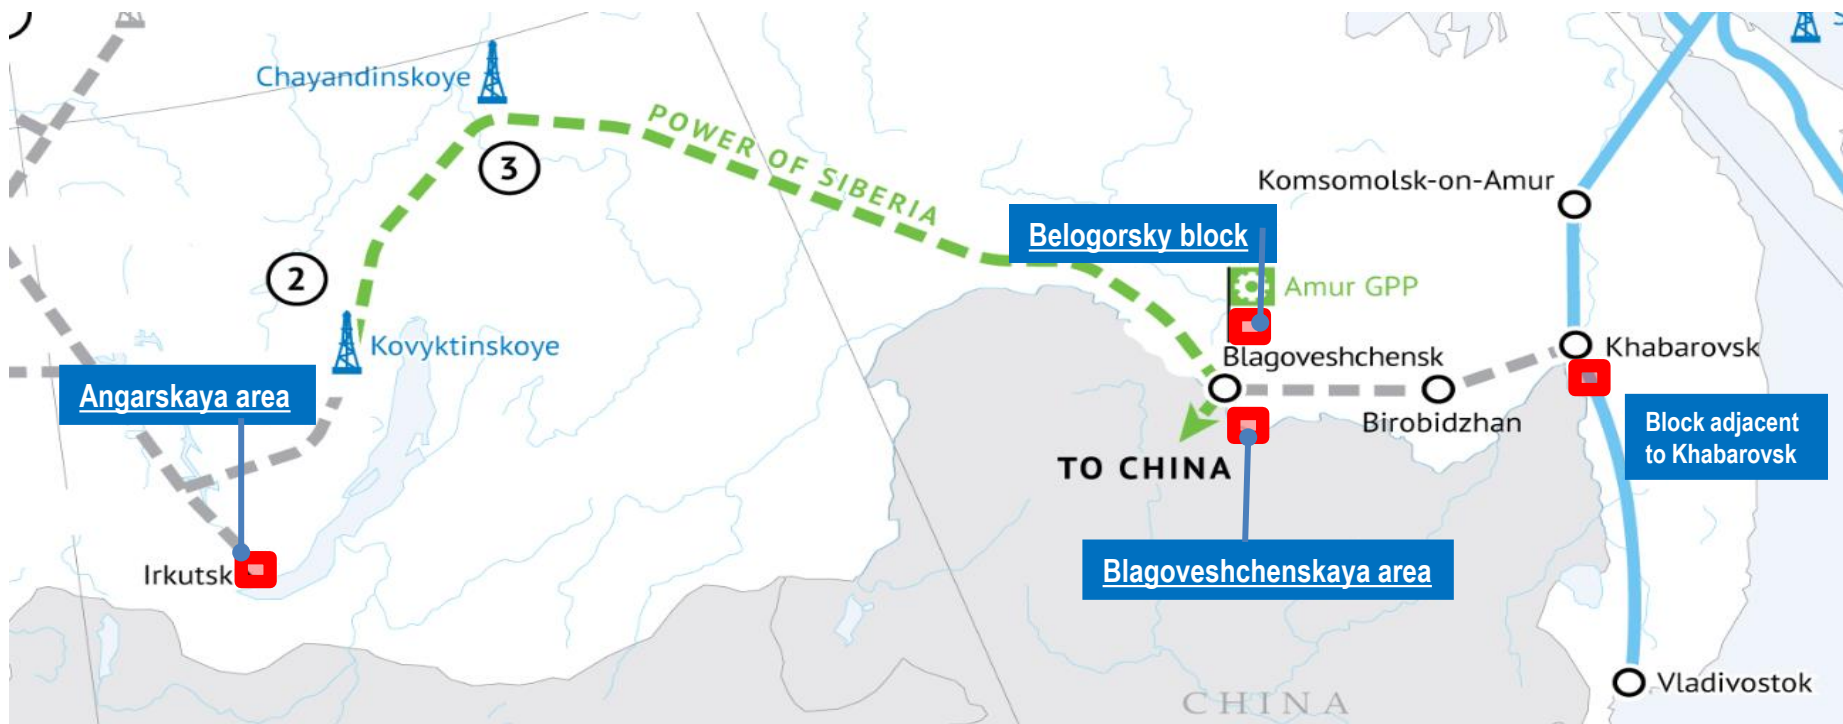 S
Chayandinskoye
POWER OF SIBERIA
3
Komsomolsk-on-Amur
Belogorsky block
2
Amur GPP
Kovyktinskoye
Blagoveshchensk
Khabarovsk
Angarskaya area
Birobidzhan
Block adjacent
to Khabarovsk
TO CHINA
Irkutsk
Blagoveshchenskaya area
CHINA
Vladivostok